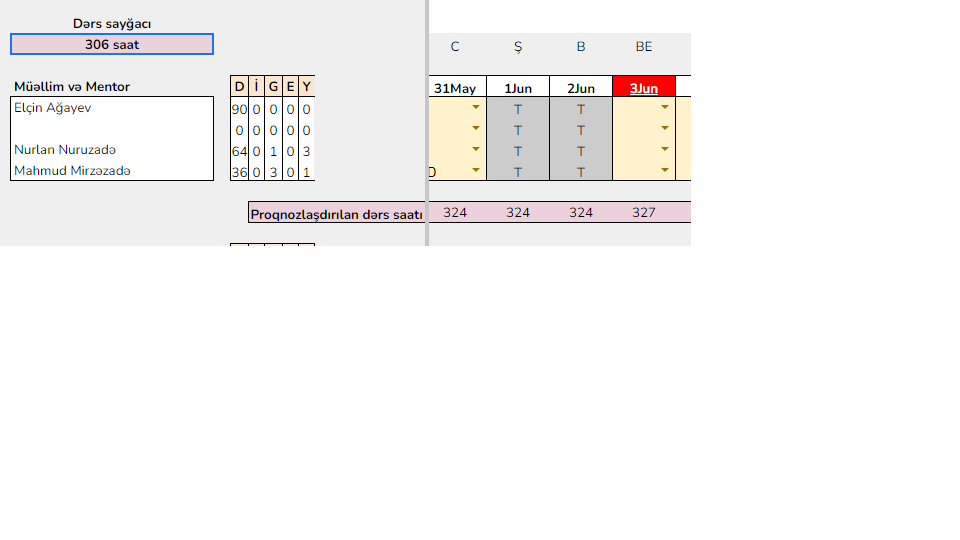 Dərs sayğacı
306 saat
C Ş B BE
Müəllim və Mentor D İ G E Y 31May 1Jun 2Jun 3Jun
Elçin Ağayev 90 0 0 0 0 T T
0 0 0 0 0 T T
Nurlan Nuruzadə 64 0 1 0 3 T T
Mahmud Mirzəzadə 36 0 3 0 1 D T T
Proqnozlaşdırılan dərs saatı 324 324 324 327